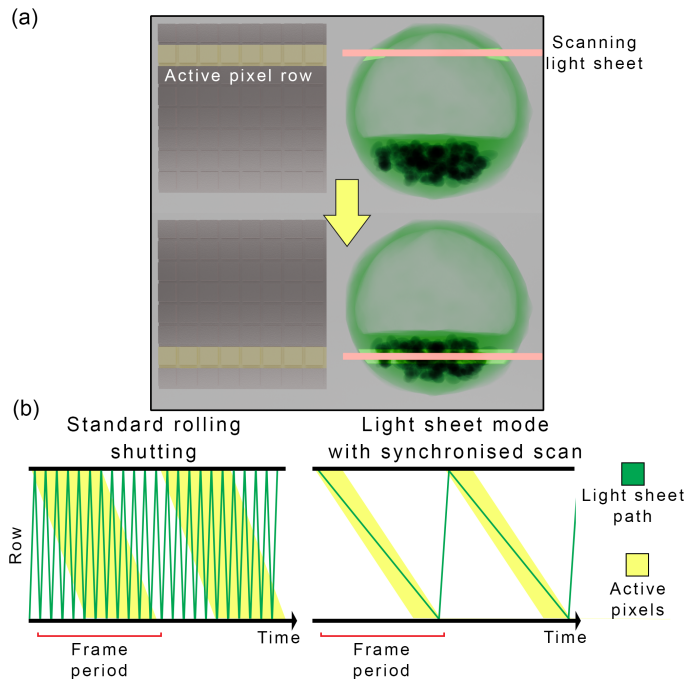 (a)
Active pixel row
Scanning
light sheet
(b)
Standard rolling
shutting
Light sheet mode
with synchronised scan
Row
Time
Frame
period
Time
Frame
period
Light sheet
path
Active
pixels